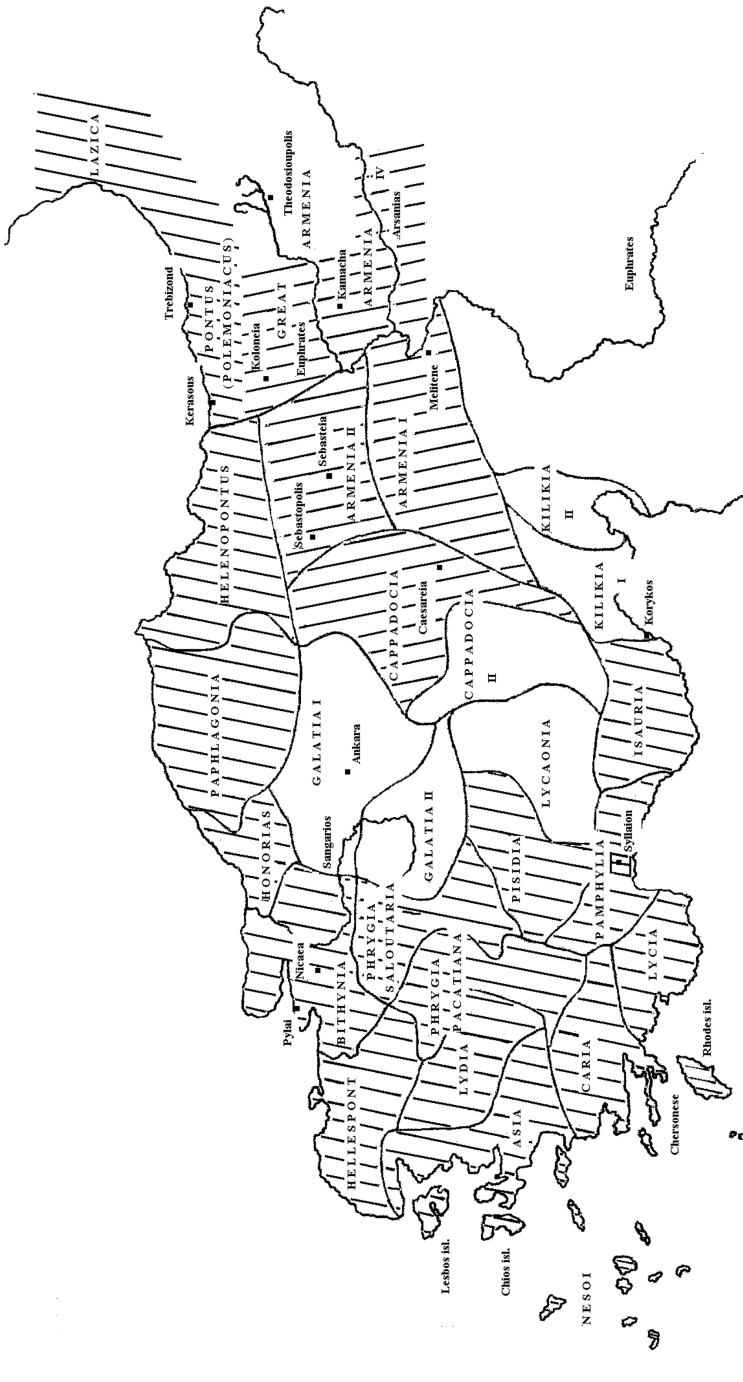 LAZICA
Trebizond
PONTUS
(POLEMONIACUS)
Kerasous
Koloneia
GREAT
ARMENIA
Theodosioupolis
Euphrates
Kamacha
ARMENIA
IV
Arsanias
Melitene
Euphrates
HELENOPONTUS
Sebastopolis
Sebasteia
ARMENIA II
ARMENIA I
CAPPADOCIA
Caesareia
CAPPADOCIA
II
KILIKIA
II
KILIKIA
I
Korykos
PAPHLAGONIA
GALATIA I
Ankara
LYCAONIA
ISAURIA
HONORIAS
Sangarios
GALATIA II
PISIDIA
PAMPHYLIA
Syllaion
Nicaea
PHRYGIA
SALOUTARIA
Pylai
BITHYNIA
PHRYGIA
PACATIANA
LYCIA
HELLESPONT
LYDIA
ASIA
CARIA
Chersonese
Rhodes isl.
Lesbos isl.
Chios isl.
NESOI